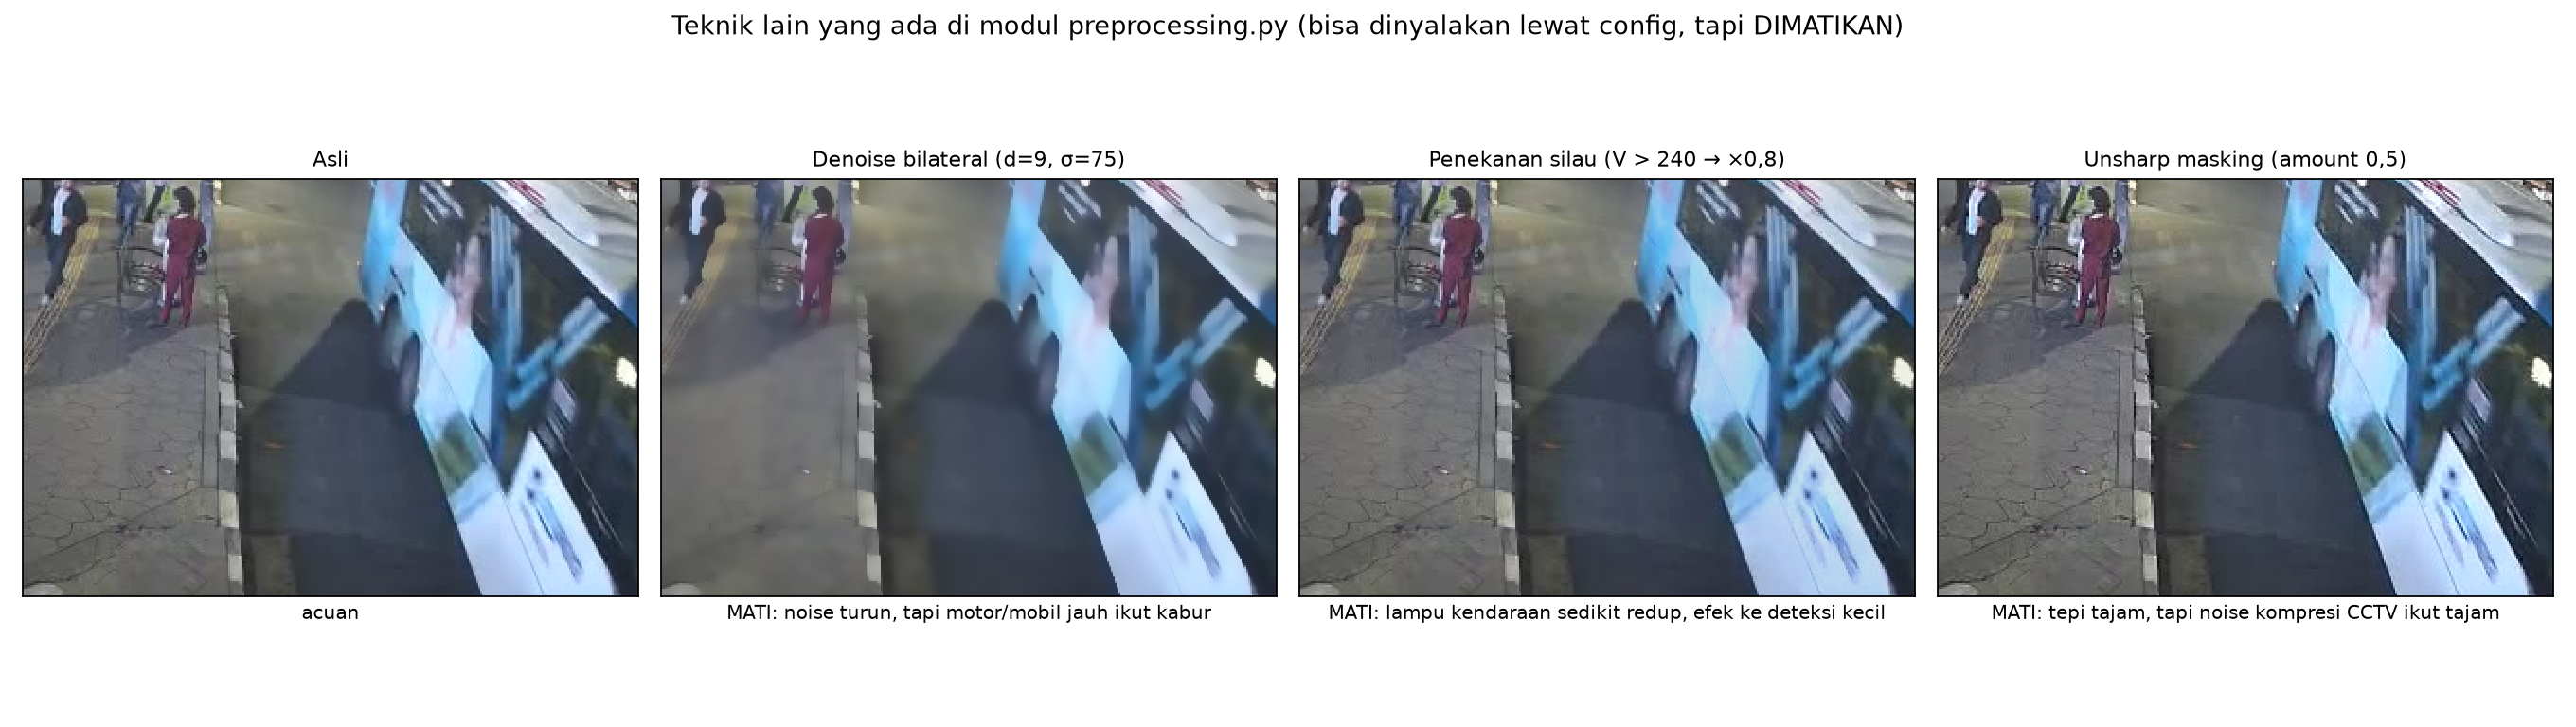 Teknik lain yang ada di modul preprocessing.py (bisa dinyalakan lewat config, tapi DIMATIKAN)
Asli
Denoise bilateral (d=9, σ=75)
Penekanan silau (V > 240 → ×0,8)
Unsharp masking (amount 0,5)
acuan
MATI: noise turun, tapi motor/mobil jauh ikut kabur
MATI: lampu kendaraan sedikit redup, efek ke deteksi kecil
MATI: tepi tajam, tapi noise kompresi CCTV ikut tajam